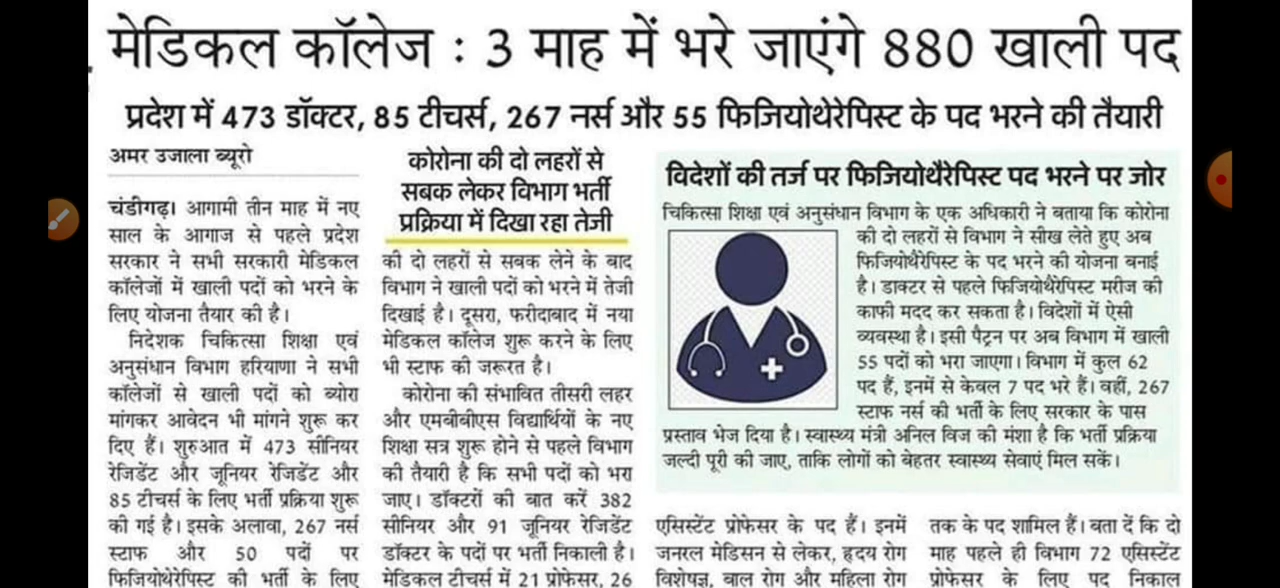 मेडिकल कॉलेज : 3 माह में भरे जाएंगे 880 खाली पद
प्रदेश में 473 डॉक्टर, 85 टीचर्स, 267 नर्स और 55 फिजियोथेरेपिस्ट के पद भरने की तैयारी
अमर उजाला ब्यूरो
चंडीगढ़। आगामी तीन माह में नए
साल के आगाज से पहले प्रदेश
सरकार ने सभी सरकारी मेडिकल
कॉलेजों में खाली पदों को भरने के
लिए योजना तैयार की है।
निदेशक चिकित्सा शिक्षा एवं
अनुसंधान विभाग हरियाणा ने सभी
कॉलेजों से खाली पदों को ब्योरा
मांगकर आवेदन भी मांगने शुरू कर
दिए हैं। शुरुआत में 473 सीनियर
रेजिडेंट और जूनियर रेजिडेंट और
85 टीचर्स के लिए भर्ती प्रक्रिया शुरू
की गई है। इसके अलावा, 267 नर्स
स्टाफ और 50 पदों पर
फिजियोथेरेपिस्ट की भर्ती के लिए
कोरोना की दो लहरों से
सबक लेकर विभाग भर्ती
प्रक्रिया में दिखा रहा तेजी
की दो लहरों से सबक लेने के बाद
विभाग ने खाली पदों को भरने में तेजी
दिखाई है। दूसरा, फरीदाबाद में नया
मेडिकल कॉलेज शुरू करने के लिए
भी स्टाफ की जरूरत है।
कोरोना की संभावित तीसरी लहर
और एमबीबीएस विद्यार्थियों के नए
शिक्षा सत्र शुरू होने से पहले विभाग
की तैयारी है कि सभी पदों को भरा
जाए। डॉक्टरों की बात करें 382
सीनियर और 91 जूनियर रेजिडेंट
डॉक्टर के पदों पर भर्ती निकाली है।
मेडिकल टीचर्स में 21 प्रोफेसर, 26
विदेशों की तर्ज पर फिजियोथैरेपिस्ट पद भरने पर जोर
चिकित्सा शिक्षा एवं अनुसंधान विभाग के एक अधिकारी ने बताया कि कोरोना
की दो लहरों से विभाग ने सीख लेते हुए अब
फिजियोथैरेपिस्ट के पद भरने की योजना बनाई
है। डाक्टर से पहले फिजियोथैरेपिस्ट मरीज की
काफी मदद कर सकता है। विदेशों में ऐसी
व्यवस्था है। इसी पैट्रन पर अब विभाग में खाली
55 पदों को भरा जाएगा। विभाग में कुल 62
पद हैं, इनमें से केवल 7 पद भरे हैं। वहीं, 267
स्टाफ नर्स की भर्ती के लिए सरकार के पास
प्रस्ताव भेज दिया है। स्वास्थ्य मंत्री अनिल विज की मंशा है कि भर्ती प्रक्रिया
जल्दी पूरी की जाए, ताकि लोगों को बेहतर स्वास्थ्य सेवाएं मिल सकें।
एसिस्टेंट प्रोफेसर के पद हैं। इनमें
जनरल मेडिसन से लेकर, हृदय रोग
विशेषज्ञ, बाल रोग और महिला रोग
तक के पद शामिल हैं। बता दें कि दो
माह पहले ही विभाग 72 एसिस्टेंट
प्रोफेसर के लिए पद निकाल